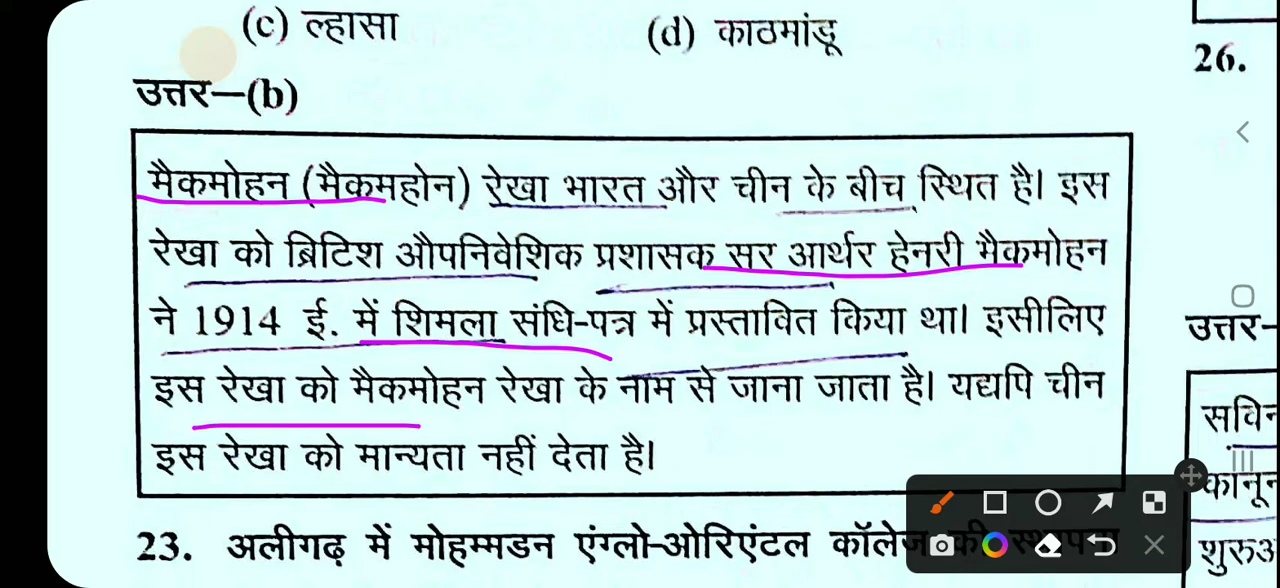 (c) ल्हासा (d) काठमांडू
उत्तर–(b)
मैकमोहन (मैकमहोन) रेखा भारत और चीन के बीच स्थित है। इस
रेखा को ब्रिटिश औपनिवेशिक प्रशासक सर आर्थर हेनरी मैकमोहन
ने 1914 ई. में शिमला संधि-पत्र में प्रस्तावित किया था। इसीलिए
इस रेखा को मैकमोहन रेखा के नाम से जाना जाता है। यद्यपि चीन
इस रेखा को मान्यता नहीं देता है।
23. अलीगढ़ में मोहम्मडन एंग्लो-ओरिएंटल कॉलेज की स्थापना
26.
उत्तर–